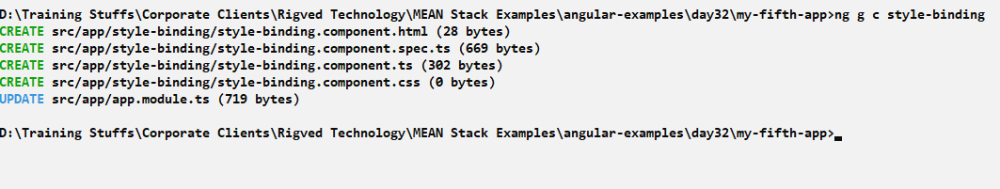 D:\Training Stuffs\Corporate Clients\Rigved Technology\MEAN Stack Examples\angular-examples\day32\my-fifth-app>ng g c style-binding
CREATE src/app/style-binding/style-binding.component.html (28 bytes)
CREATE src/app/style-binding/style-binding.component.spec.ts (669 bytes)
CREATE src/app/style-binding/style-binding.component.ts (302 bytes)
CREATE src/app/style-binding/style-binding.component.css (0 bytes)
UPDATE src/app/app.module.ts (719 bytes)
D:\Training Stuffs\Corporate Clients\Rigved Technology\MEAN Stack Examples\angular-examples\day32\my-fifth-app>